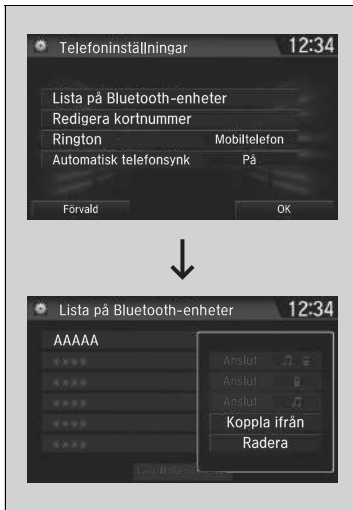 Telefoninställningar 12:34
Lista på Bluetooth-enheter
Redigera kortnummer
Rington Mobiltelefon
Automatisk telefonsynk På
Förvald OK
Lista på Bluetooth-enheter 12:34
AAAAA
Anslut:
Anslut:
Anslut:
Koppla ifrån
Radera